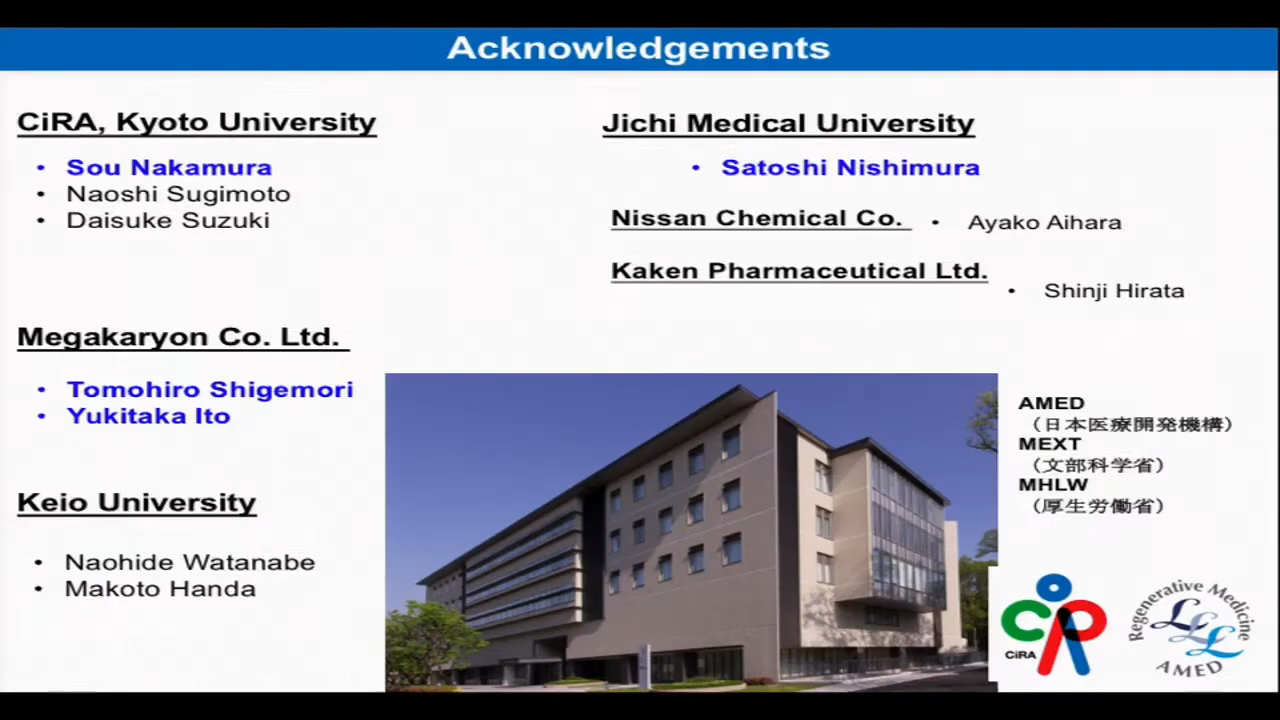 Acknowledgements
CiRA, Kyoto University
• Sou Nakamura
• Naoshi Sugimoto
• Daisuke Suzuki
Megakaryon Co. Ltd.
• Tomohiro Shigemori
• Yukitaka Ito
Keio University
• Naohide Watanabe
• Makoto Handa
Jichi Medical University
• Satoshi Nishimura
Nissan Chemical Co. • Ayako Aihara
Kaken Pharmaceutical Ltd.
• Shinji Hirata
AMED
（日本医療開発機構）
MEXT
（文部科学省）
MHLW
（厚生労働省）
CiRA
CiRA
Regenerative Medicine
LLL
AMED